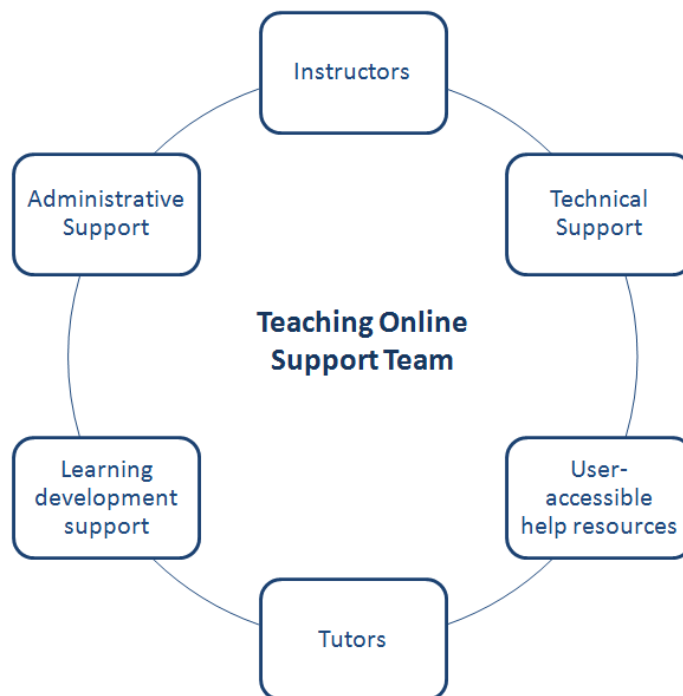 Instructors
Administrative
Support
Technical
Support
Teaching Online
Support Team
Learning
development
support
User-
accessible
help resources
Tutors